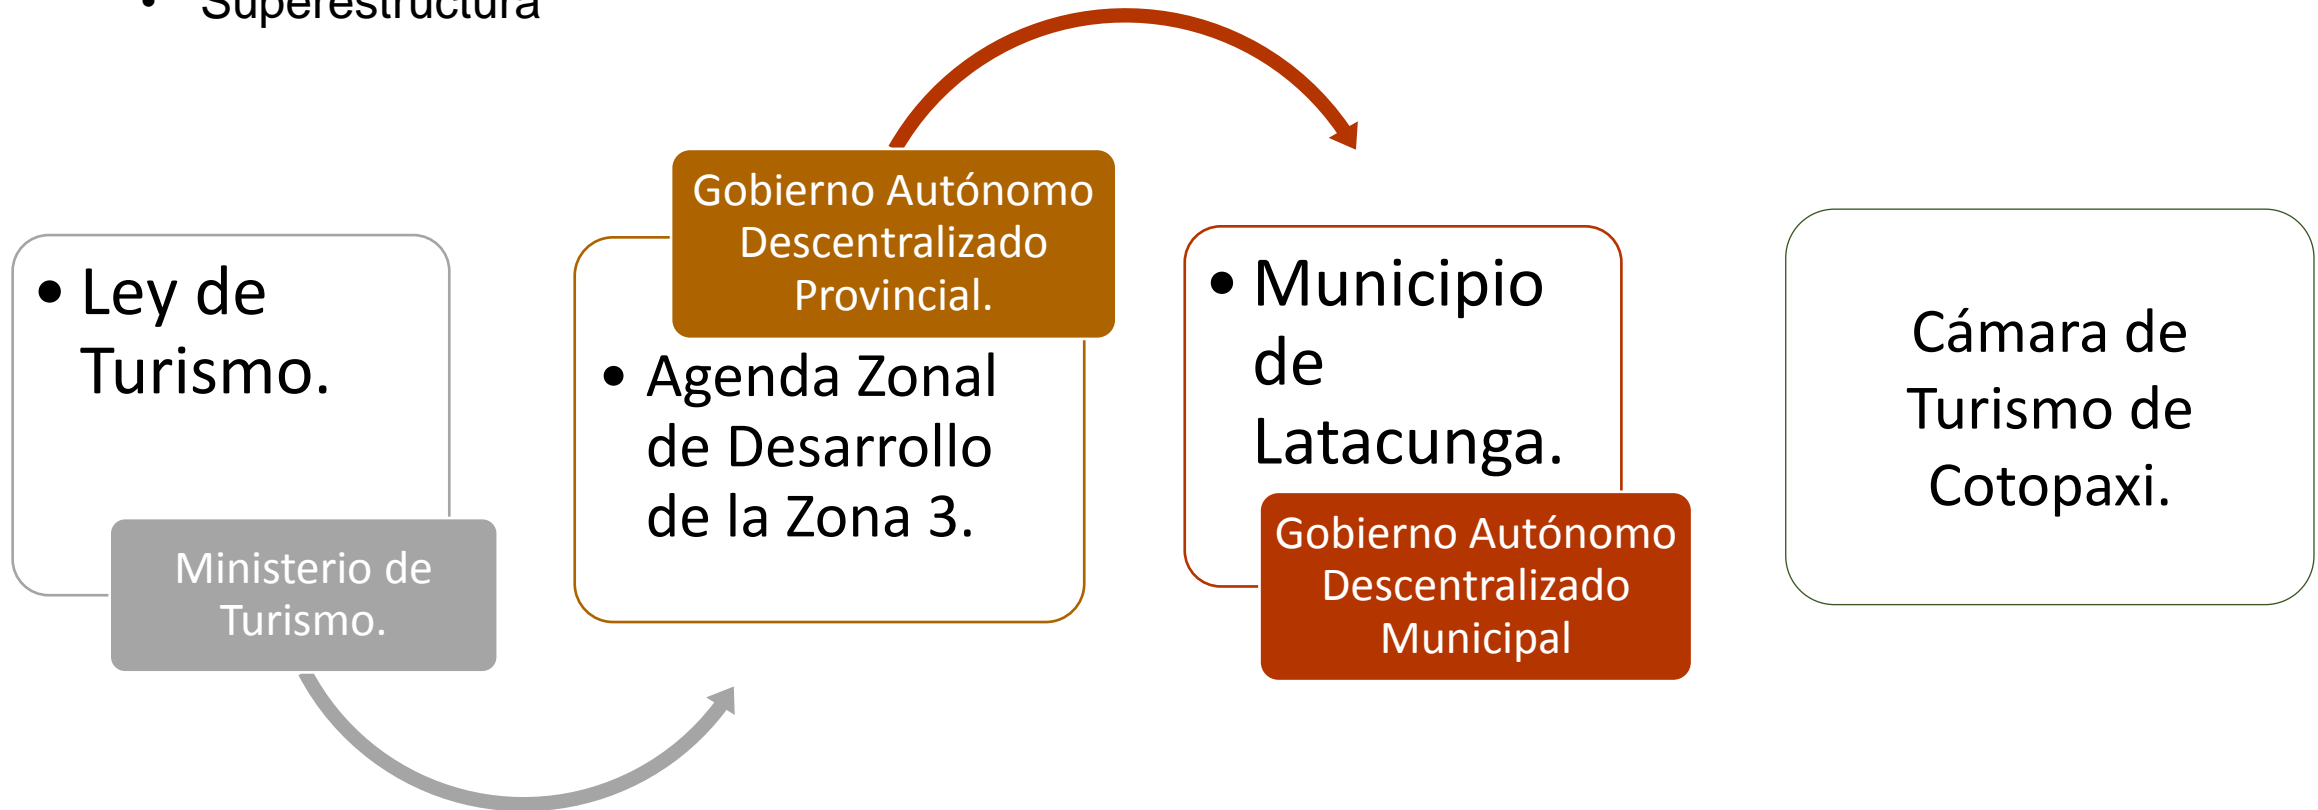 • Superestructura
• Ley de
Turismo.
Ministerio de
Turismo.
Gobierno Autónomo
Descentralizado
Provincial.
• Agenda Zonal
de Desarrollo
de la Zona 3.
• Municipio
de
Latacunga.
Gobierno Autónomo
Descentralizado
Municipal
Cámara de
Turismo de
Cotopaxi.